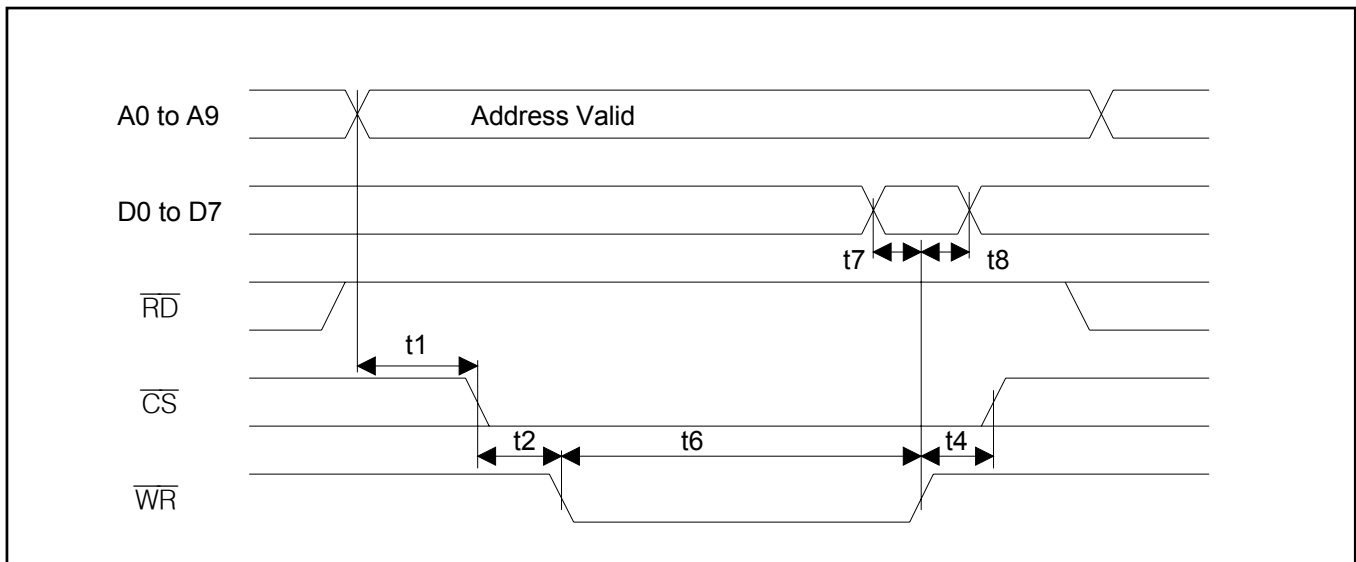 A0 to A9
Address Valid
D0 to D7
t7
t8
RD
t1
CS
t2
t6
t4
WR